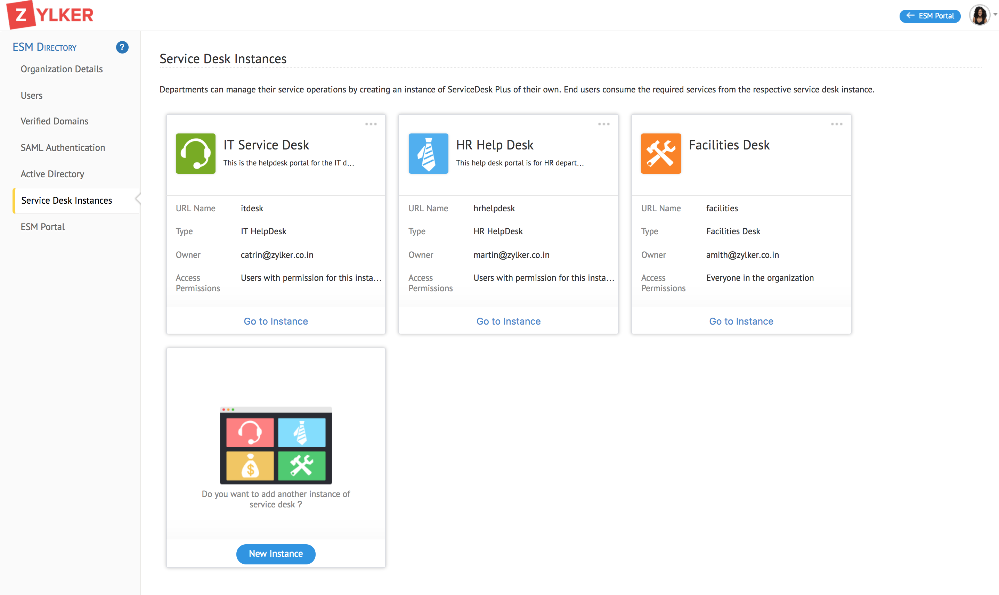 ZYLKER
ESM Portal
ESM DIRECTORY ?
Organization Details
Users
Verified Domains
SAML Authentication
Active Directory
Service Desk Instances
ESM Portal
Service Desk Instances
Departments can manage their service operations by creating an instance of ServiceDesk Plus of their own. End users consume the required services from the respective service desk instance.
IT Service Desk
This is the helpdesk portal for the IT d...
URL Name itdesk
Type IT HelpDesk
Owner catrin@zylker.co.in
Access Users with permission for this insta...
Permissions
Go to Instance
HR Help Desk
This help desk portal is for HR depart...
URL Name hrhelpdesk
Type HR HelpDesk
Owner martin@zylker.co.in
Access Users with permission for this insta...
Permissions
Go to Instance
Facilities Desk
URL Name facilities
Type Facilities Desk
Owner amith@zylker.co.in
Access Everyone in the organization
Permissions
Go to Instance
$
Do you want to add another instance of
service desk ?
New Instance